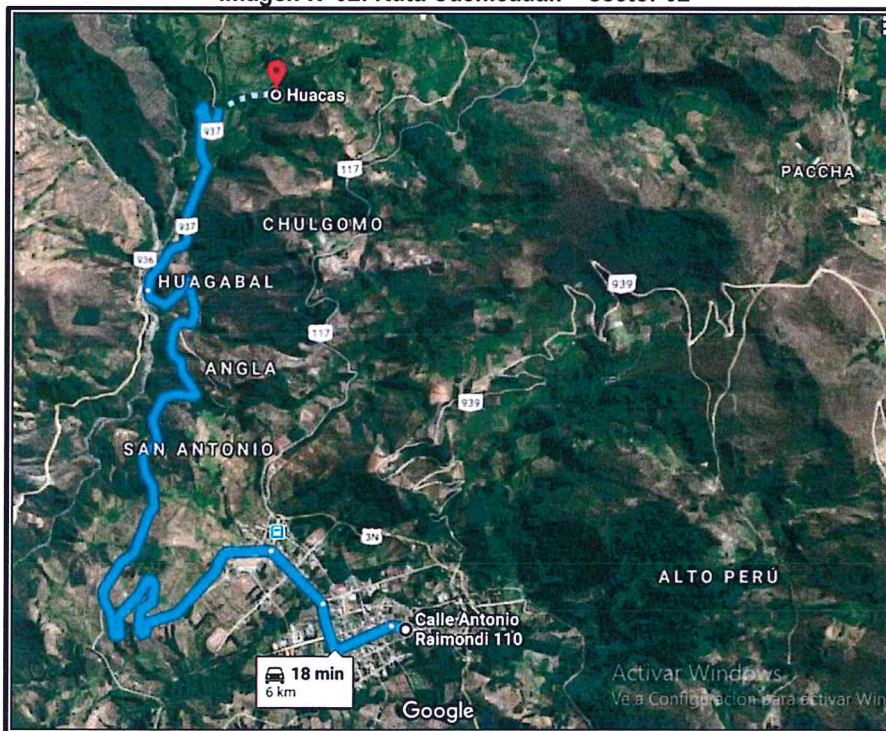 Huacas
937
117
PACCHA
CHULGOMO
937
936
HUAGABAL
939
117
ANGLA
939
SAN ANTONIO
3N
ALTO PERÚ
Calle Antonio
Raimondi 110
18 min
6 km
Activar Windows
Ve a Configuración para activar Win
Google